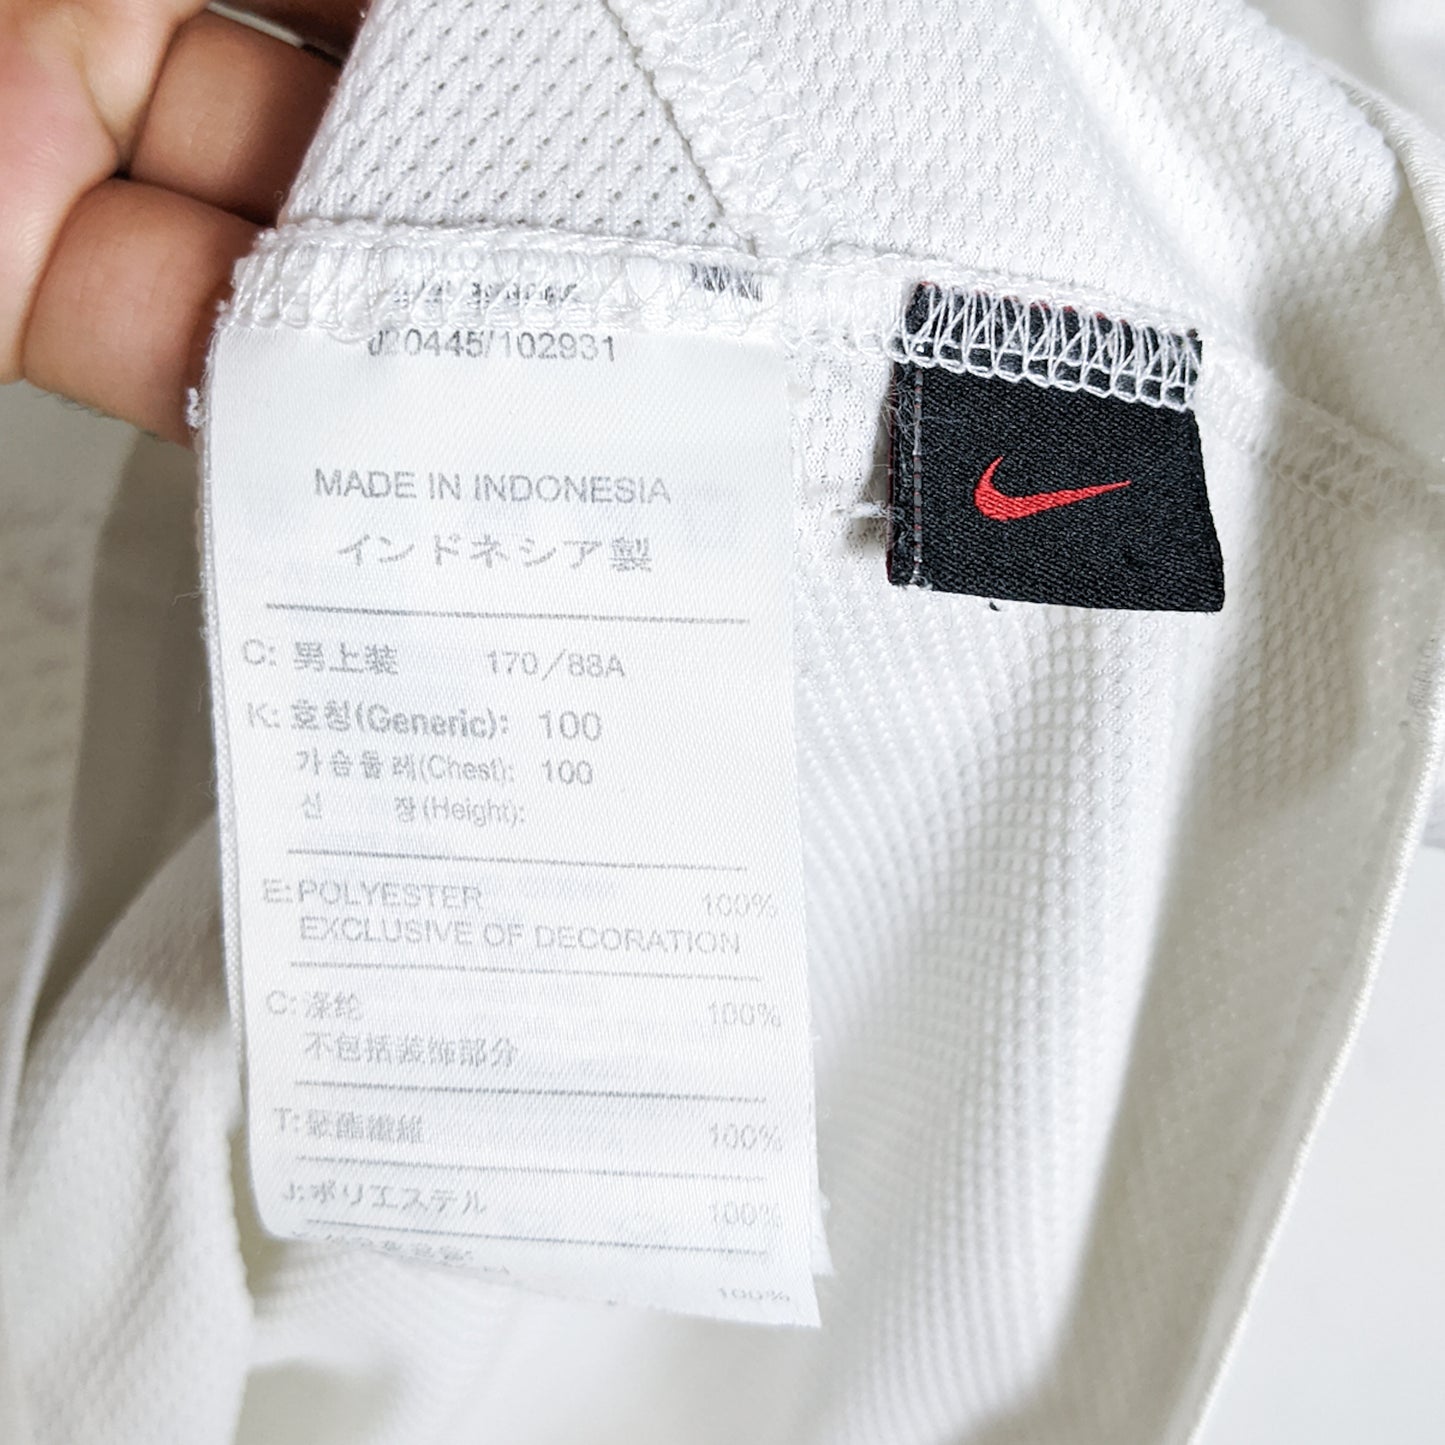 J20445/102931
MADE IN INDONESIA
インドネシア製
C: 男上装 170/88A
K: 호칭(Generic): 100
가슴둘레(Chest): 100
신 장(Height):
E: POLYESTER 100%
EXCLUSIVE OF DECORATION
C: 涤纶 100%
不包括装饰部分
T: 聚酯纖維 100%
J: ポリエステル 100%
100%